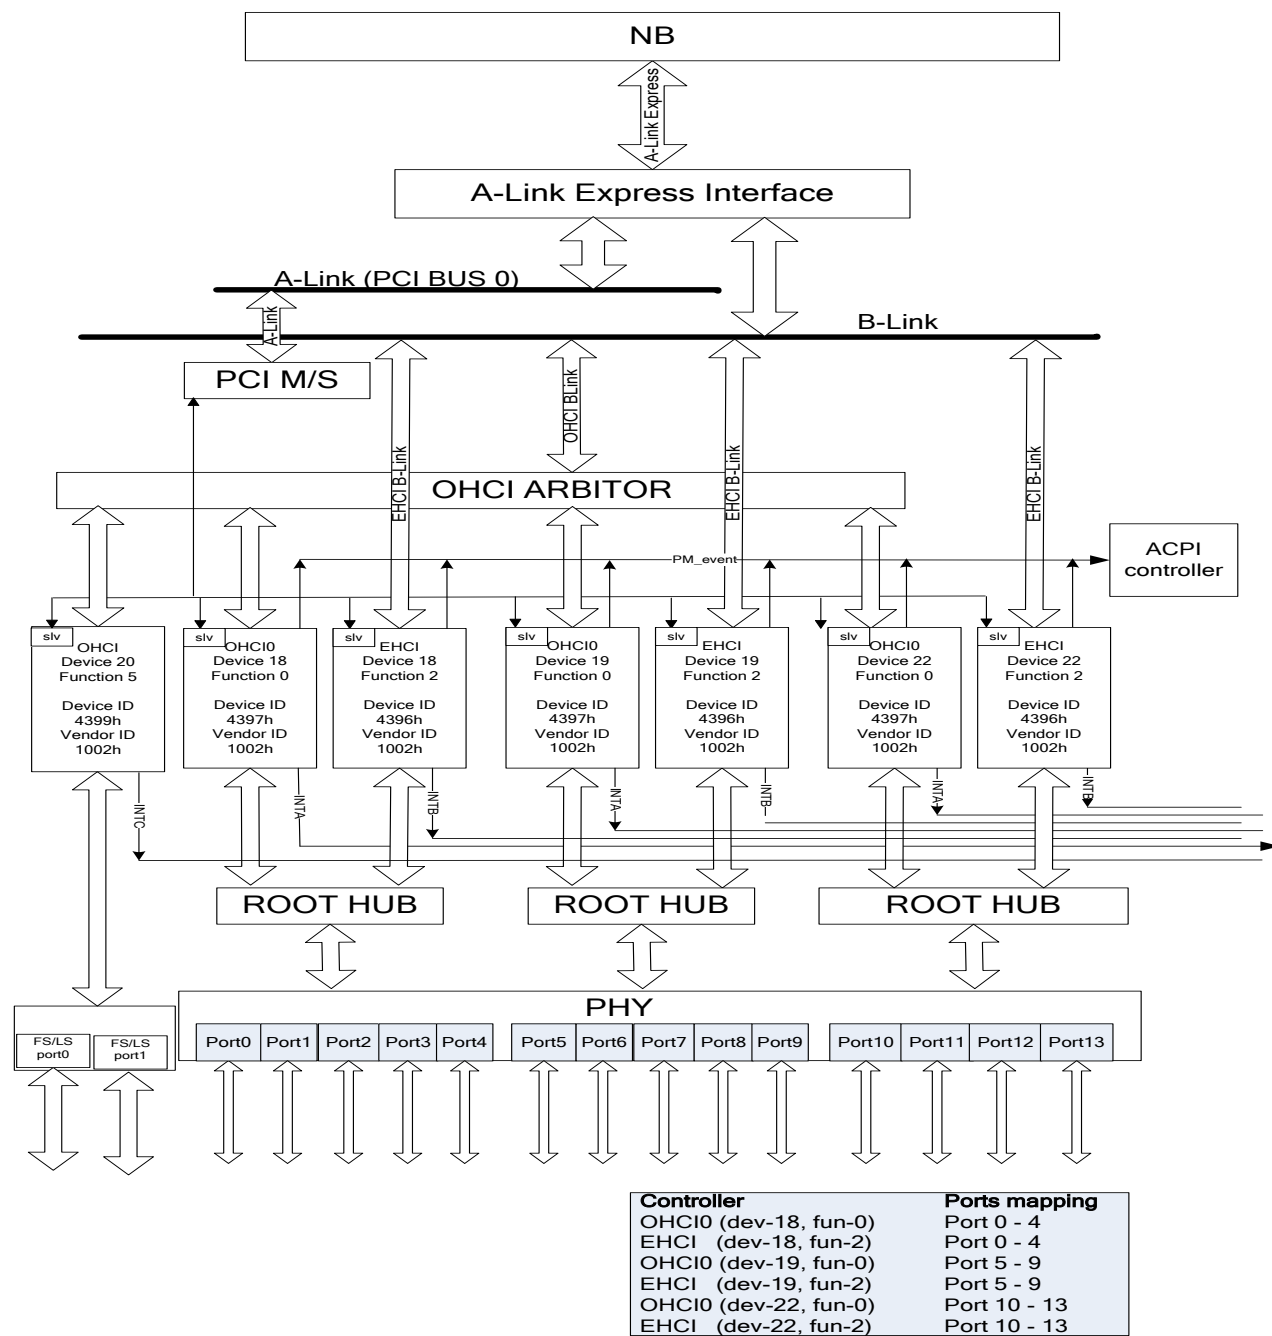 NB
A-Link Express
A-Link Express Interface
A-Link (PCI BUS 0)
B-Link
A-Link
PCI M/S
OHCI BLink
EHCI B-Link
EHCI B-Link
EHCI B-Link
OHCI ARBITOR
PM_event
ACPI
controller
slv
OHCI
Device 20
Function 5
Device ID
4399h
Vendor ID
1002h
slv
OHCI0
Device 18
Function 0
Device ID
4397h
Vendor ID
1002h
slv
EHCI
Device 18
Function 2
Device ID
4396h
Vendor ID
1002h
slv
OHCI0
Device 19
Function 0
Device ID
4397h
Vendor ID
1002h
slv
EHCI
Device 19
Function 2
Device ID
4396h
Vendor ID
1002h
slv
OHCI0
Device 22
Function 0
Device ID
4397h
Vendor ID
1002h
slv
EHCI
Device 22
Function 2
Device ID
4396h
Vendor ID
1002h
INTC
INTA
INTB
INTA
INTB
INTA
INTB
ROOT HUB
ROOT HUB
ROOT HUB
PHY
FS/LS
port0
FS/LS
port1
Port0 Port1 Port2 Port3 Port4 Port5 Port6 Port7 Port8 Port9 Port10 Port11 Port12 Port13
Controller Ports mapping
OHCI0 (dev-18, fun-0) Port 0 - 4
EHCI (dev-18, fun-2) Port 0 - 4
OHCI0 (dev-19, fun-0) Port 5 - 9
EHCI (dev-19, fun-2) Port 5 - 9
OHCI0 (dev-22, fun-0) Port 10 - 13
EHCI (dev-22, fun-2) Port 10 - 13